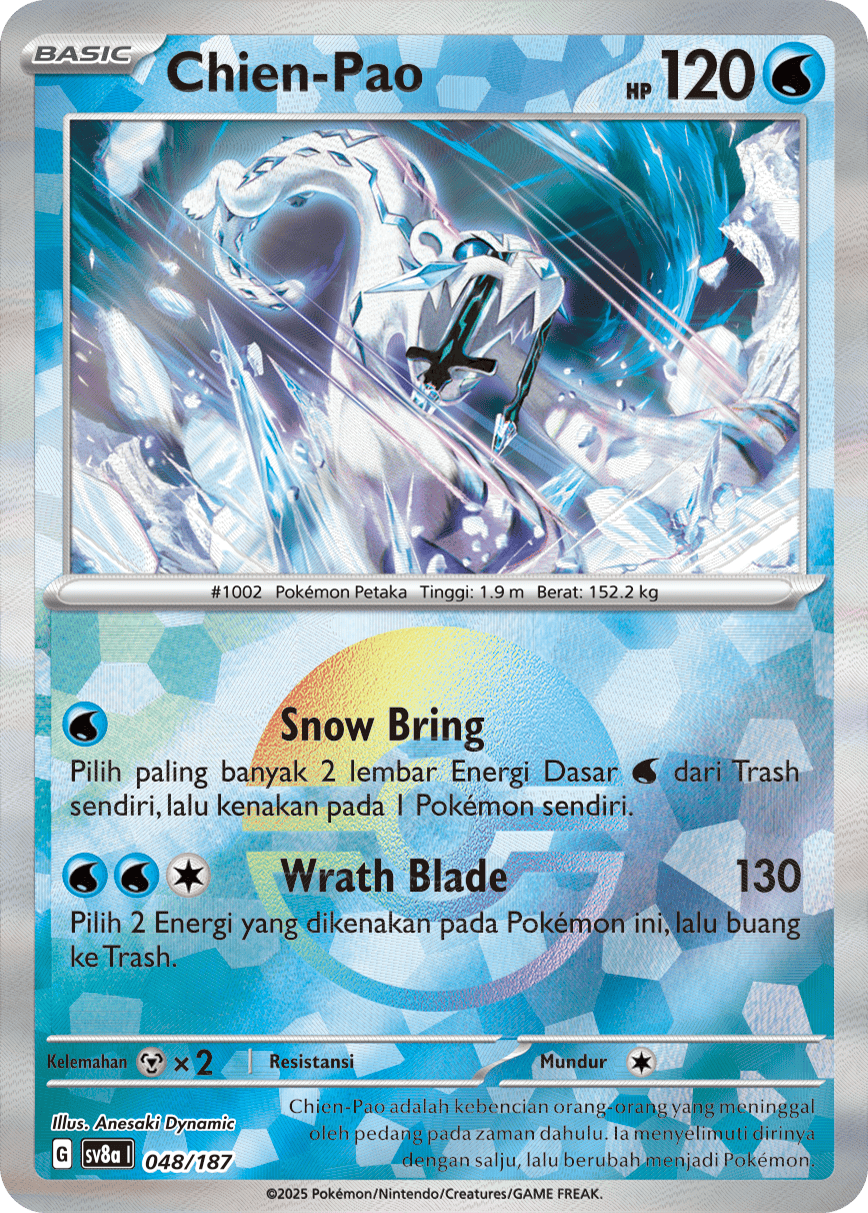 BASIC Chien-Pao HP 120
#1002 Pokémon Petaka Tinggi: 1.9 m Berat: 152.2 kg
Snow Bring
Pilih paling banyak 2 lembar Energi Dasar dari Trash
sendiri, lalu kenakan pada 1 Pokémon sendiri.
Wrath Blade 130
Pilih 2 Energi yang dikenakan pada Pokémon ini, lalu buang
ke Trash.
Kelemahan ×2 Resistansi Mundur
Illus. Anesaki Dynamic
G sv8a I 048/187
Chien-Pao adalah kebencian orang-orang yang meninggal
oleh pedang pada zaman dahulu. Ia menyelimuti dirinya
dengan salju, lalu berubah menjadi Pokémon.
©2025 Pokémon/Nintendo/Creatures/GAME FREAK.